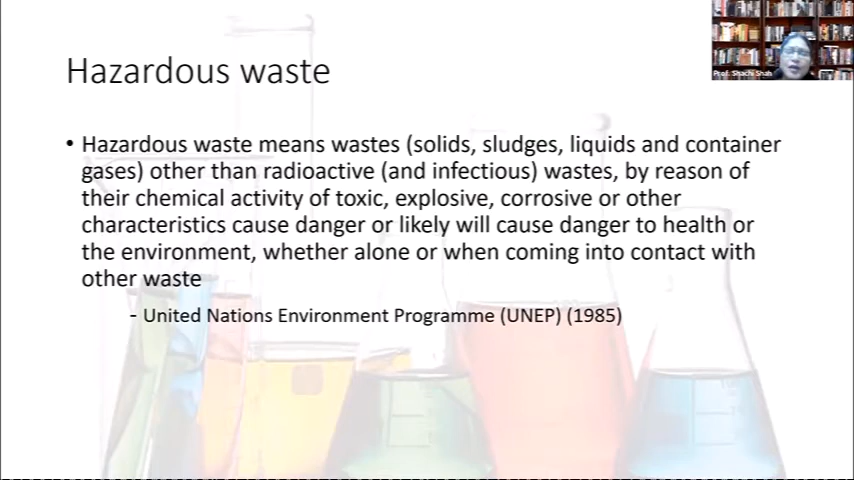 Hazardous waste
• Hazardous waste means wastes (solids, sludges, liquids and container
gases) other than radioactive (and infectious) wastes, by reason of
their chemical activity of toxic, explosive, corrosive or other
characteristics cause danger or likely will cause danger to health or
the environment, whether alone or when coming into contact with
other waste
- United Nations Environment Programme (UNEP) (1985)
Prof. Shachi Shah